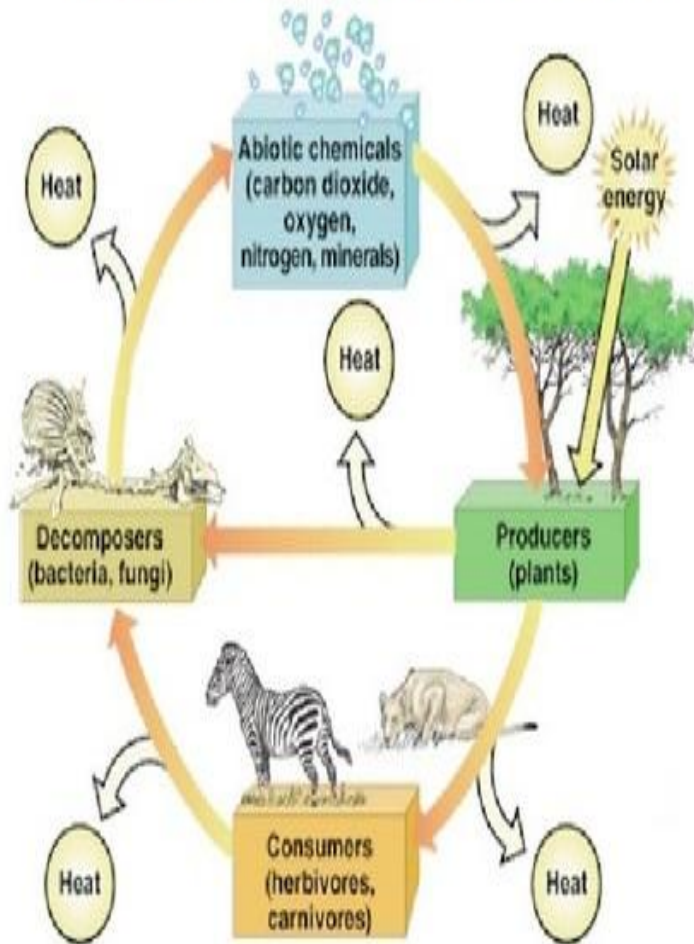 Heat
Solar
energy
Abiotic chemicals
(carbon dioxide,
oxygen,
nitrogen, minerals)
Heat
Heat
Decomposers
(bacteria, fungi)
Producers
(plants)
Consumers
(herbivores,
carnivores)
Heat
Heat